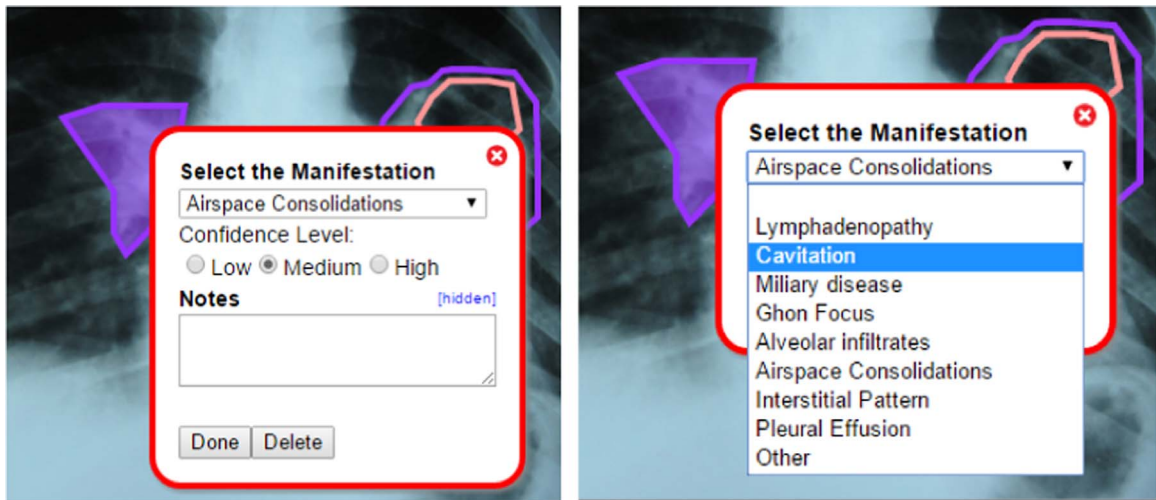 Select the Manifestation
Airspace Consolidations
Confidence Level:
Low Medium High
Notes [hidden]
Done Delete
Select the Manifestation
Airspace Consolidations
Lymphadenopathy
Cavitation
Miliary disease
Ghon Focus
Alveolar infiltrates
Airspace Consolidations
Interstitial Pattern
Pleural Effusion
Other